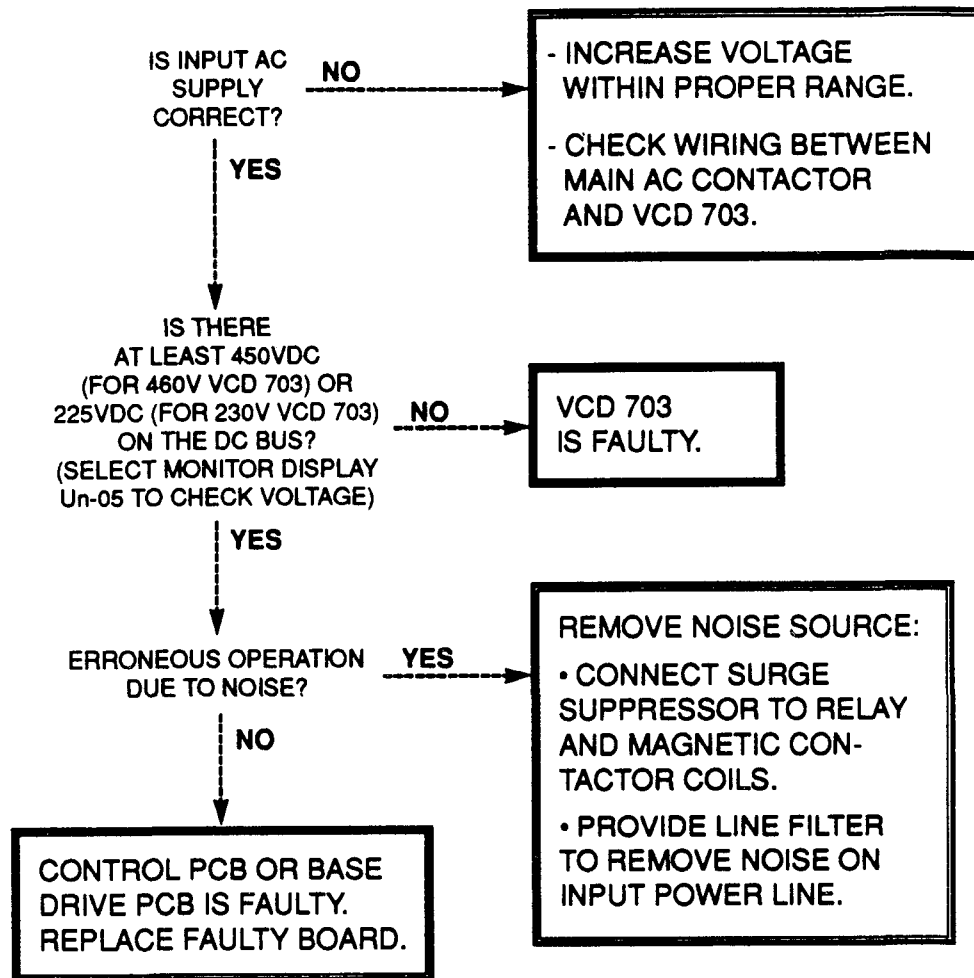 IS INPUT AC
SUPPLY
CORRECT?
NO
- INCREASE VOLTAGE
WITHIN PROPER RANGE.
- CHECK WIRING BETWEEN
MAIN AC CONTACTOR
AND VCD 703.
YES
IS THERE
AT LEAST 450VDC
(FOR 460V VCD 703) OR
225VDC (FOR 230V VCD 703)
ON THE DC BUS?
(SELECT MONITOR DISPLAY
Un-05 TO CHECK VOLTAGE)
NO
VCD 703
IS FAULTY.
YES
ERRONEOUS OPERATION
DUE TO NOISE?
YES
REMOVE NOISE SOURCE:
• CONNECT SURGE
SUPPRESSOR TO RELAY
AND MAGNETIC CON-
TACTOR COILS.
• PROVIDE LINE FILTER
TO REMOVE NOISE ON
INPUT POWER LINE.
NO
CONTROL PCB OR BASE
DRIVE PCB IS FAULTY.
REPLACE FAULTY BOARD.